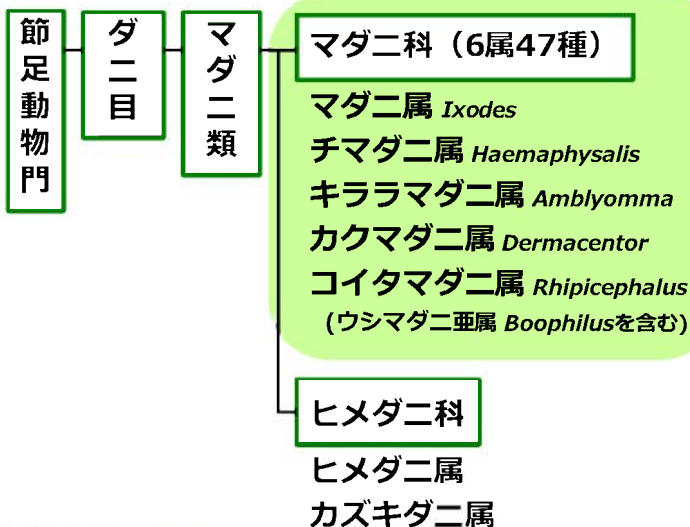 節足動物門
ダニ目
マダニ類
マダニ科（6属47種）
マダニ属 Ixodes
チマダニ属 Haemaphysalis
キララマダニ属 Amblyomma
カクマダニ属 Dermacentor
コイタマダニ属 Rhipicephalus
(ウシマダニ亜属 Boophilusを含む)
ヒメダニ科
ヒメダニ属
カズキダニ属